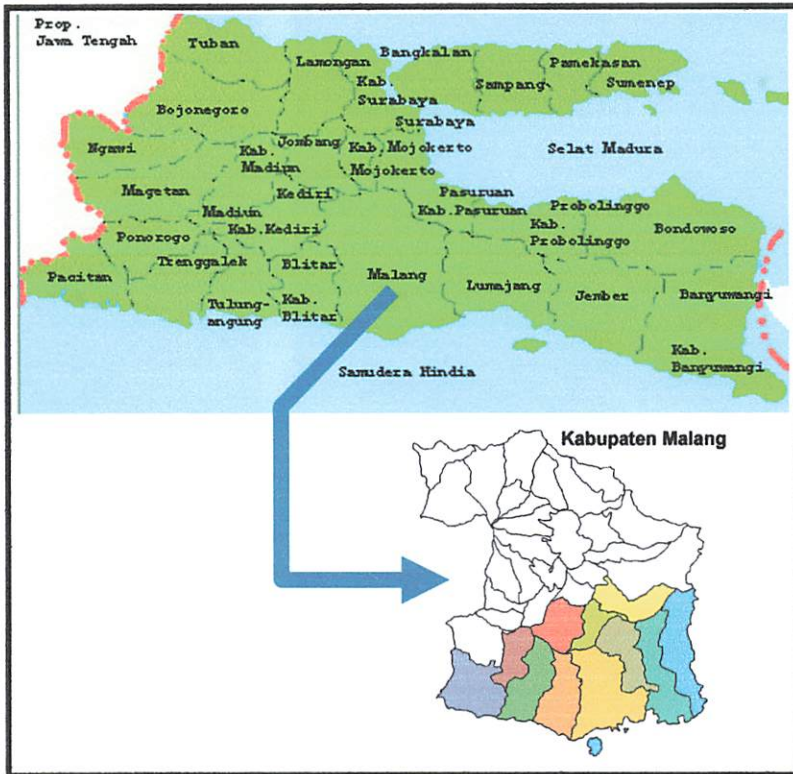 Prop.
Jawa Tengah
Tuban
Lamongan
Bangkalan
Pamekasan
Sampang
Sumenep
Kab.
Surabaya
Bojonegoro
Surabaya
Ngawi
Kab.
Madiun
Jombang
Kab.
Mojokerto
Mojokerto
Selat Madura
Magetan
Kediri
Pasuruan
Madiun
Kab.Pasuruan
Probolinggo
Ponorogo
Kab.Kediri
Kab.
Probolinggo
Bondowoso
Pacitan
Trenggalek
Blitar
Malang
Lumajang
Jember
Banyuwangi
Tulung-
angung
Kab.
Blitar
Kab.
Banyuwangi
Samudera Hindia
Kabupaten Malang